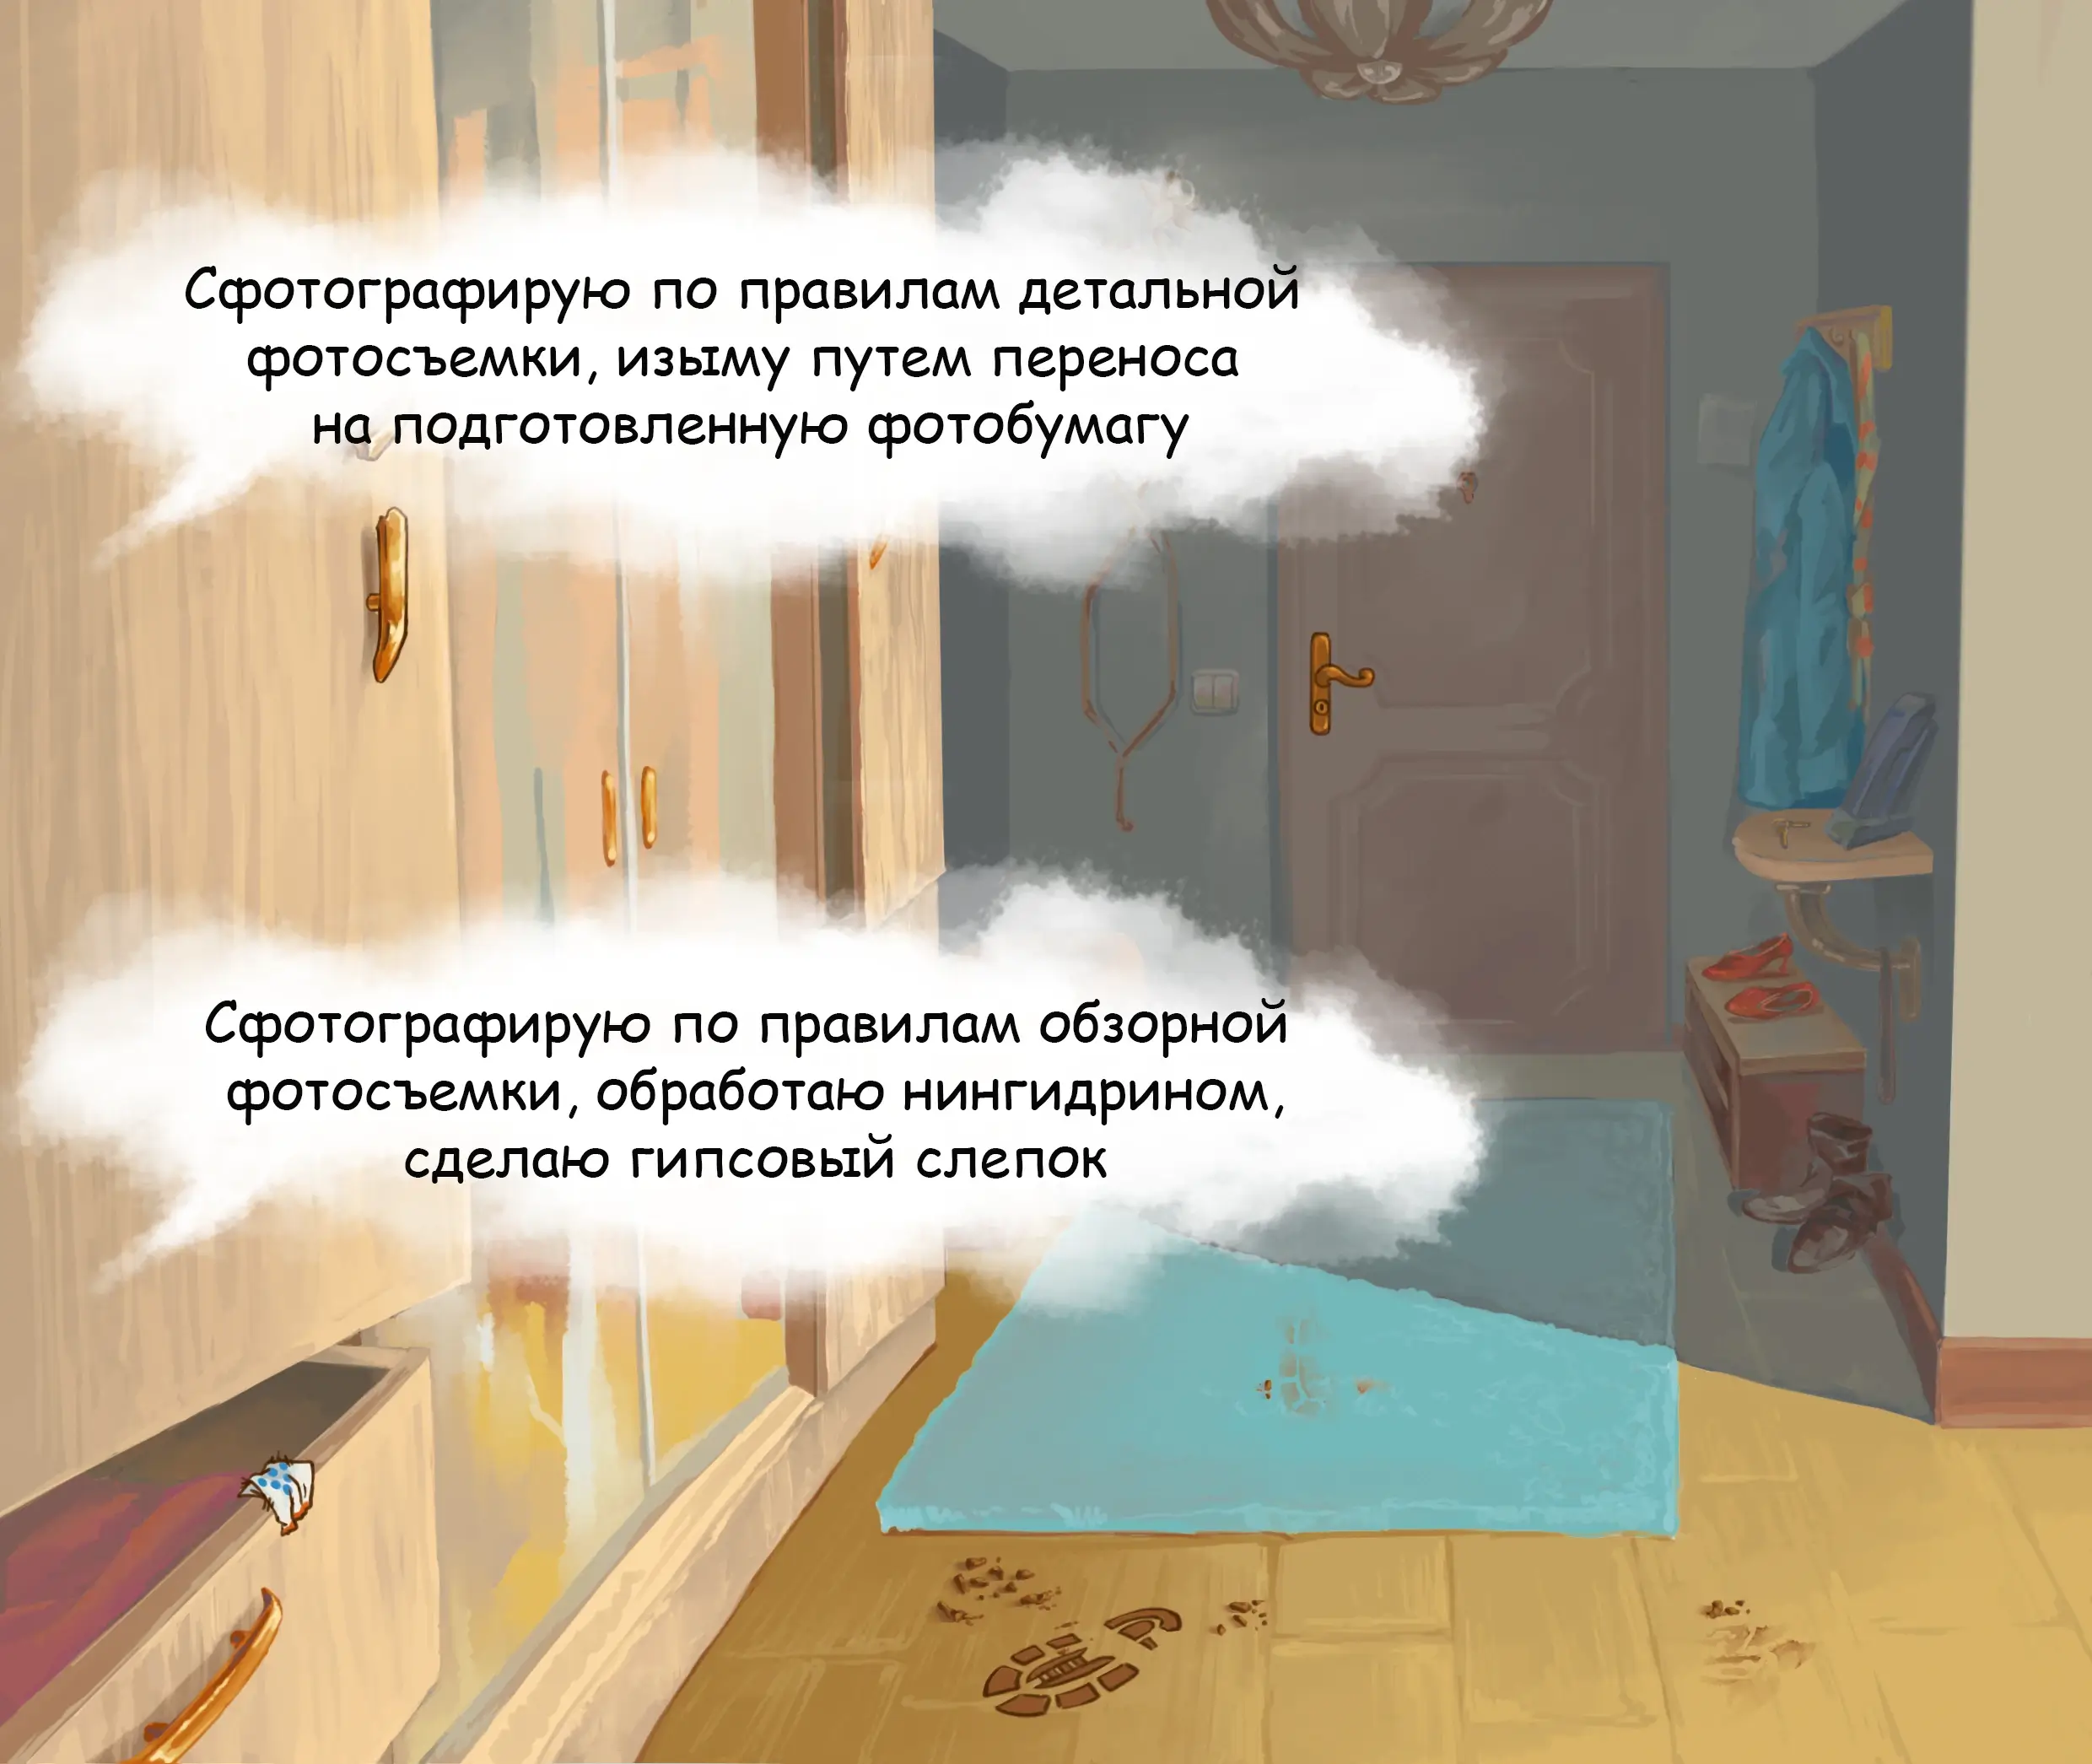 Сфотографирую по правилам детальной
фотосъемки, изыму путем переноса
на подготовленную фотобумагу
Сфотографирую по правилам обзорной
фотосъемки, обработаю нингидрином,
сделаю гипсовый слепок